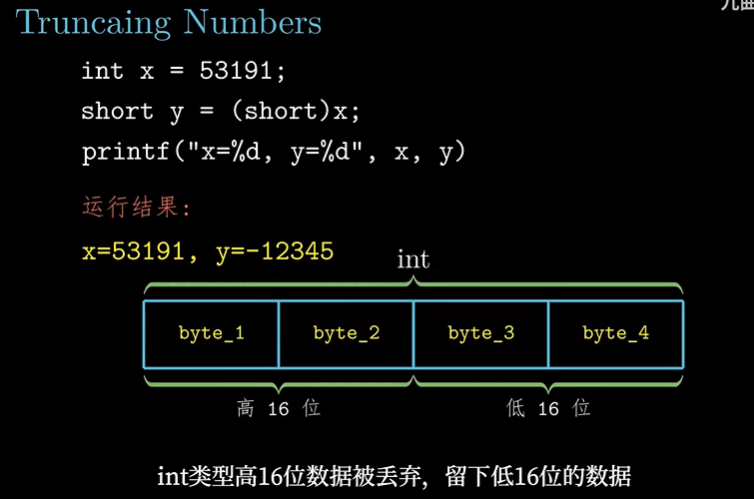 Truncaing Numbers
int x = 53191;
short y = (short)x;
printf("x=%d, y=%d", x, y)
运行结果:
x=53191, y=-12345
int
byte_1 byte_2 byte_3 byte_4
高 16 位 低 16 位
int类型高16位数据被丢弃，留下低16位的数据